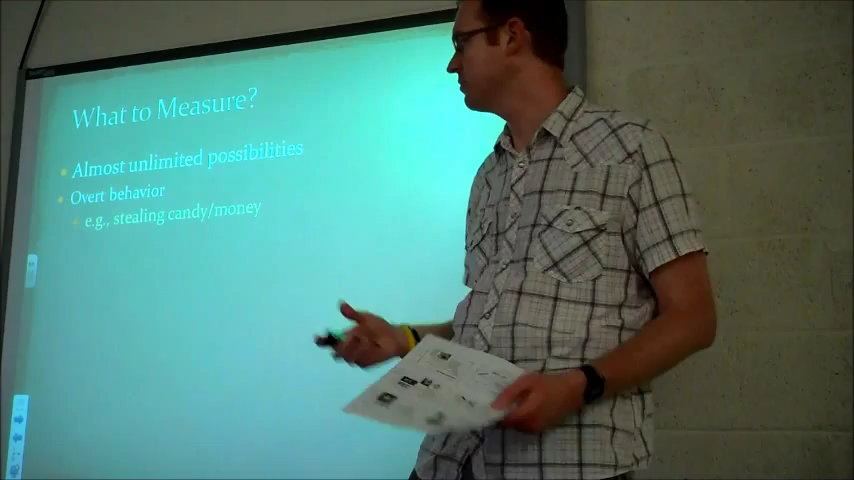 What to Measure?
Almost unlimited possibilities
Overt behavior
e.g., stealing candy/money